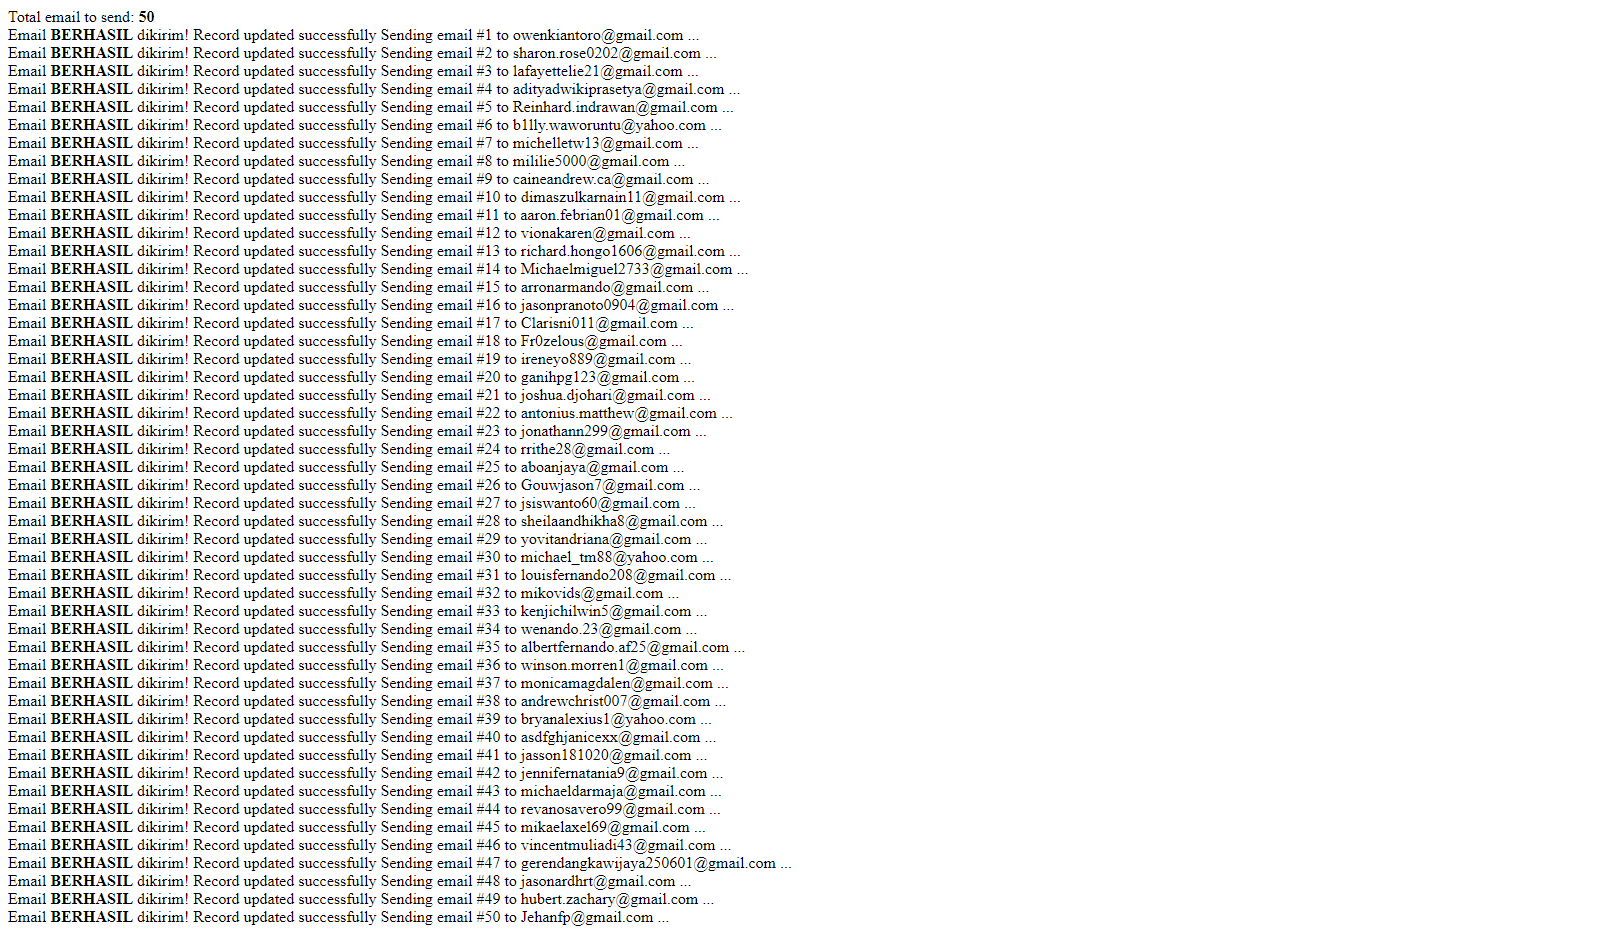 Total email to send: 50
Email BERHASIL dikirim! Record updated successfully Sending email #1 to owenkiantoro@gmail.com ...
Email BERHASIL dikirim! Record updated successfully Sending email #2 to sharon.rose0202@gmail.com ...
Email BERHASIL dikirim! Record updated successfully Sending email #3 to lafayettelie21@gmail.com ...
Email BERHASIL dikirim! Record updated successfully Sending email #4 to adityadwikiprasetya@gmail.com ...
Email BERHASIL dikirim! Record updated successfully Sending email #5 to Reinhard.indrawan@gmail.com ...
Email BERHASIL dikirim! Record updated successfully Sending email #6 to b1lly.waworuntu@yahoo.com ...
Email BERHASIL dikirim! Record updated successfully Sending email #7 to michelletw13@gmail.com ...
Email BERHASIL dikirim! Record updated successfully Sending email #8 to mililie5000@gmail.com ...
Email BERHASIL dikirim! Record updated successfully Sending email #9 to caineandrew.ca@gmail.com ...
Email BERHASIL dikirim! Record updated successfully Sending email #10 to dimaszulkarnain11@gmail.com ...
Email BERHASIL dikirim! Record updated successfully Sending email #11 to aaron.febrian01@gmail.com ...
Email BERHASIL dikirim! Record updated successfully Sending email #12 to vionakaren@gmail.com ...
Email BERHASIL dikirim! Record updated successfully Sending email #13 to richard.hongo1606@gmail.com ...
Email BERHASIL dikirim! Record updated successfully Sending email #14 to Michaelmiguel2733@gmail.com ...
Email BERHASIL dikirim! Record updated successfully Sending email #15 to arronarmando@gmail.com ...
Email BERHASIL dikirim! Record updated successfully Sending email #16 to jasonpranoto0904@gmail.com ...
Email BERHASIL dikirim! Record updated successfully Sending email #17 to Clarisni011@gmail.com ...
Email BERHASIL dikirim! Record updated successfully Sending email #18 to Fr0zelous@gmail.com ...
Email BERHASIL dikirim! Record updated successfully Sending email #19 to ireneyo889@gmail.com ...
Email BERHASIL dikirim! Record updated successfully Sending email #20 to ganihpg123@gmail.com ...
Email BERHASIL dikirim! Record updated successfully Sending email #21 to joshua.djohari@gmail.com ...
Email BERHASIL dikirim! Record updated successfully Sending email #22 to antonius.matthew@gmail.com ...
Email BERHASIL dikirim! Record updated successfully Sending email #23 to jonathann299@gmail.com ...
Email BERHASIL dikirim! Record updated successfully Sending email #24 to rrithe28@gmail.com ...
Email BERHASIL dikirim! Record updated successfully Sending email #25 to aboanjaya@gmail.com ...
Email BERHASIL dikirim! Record updated successfully Sending email #26 to Gouwjason7@gmail.com ...
Email BERHASIL dikirim! Record updated successfully Sending email #27 to jsiswanto60@gmail.com ...
Email BERHASIL dikirim! Record updated successfully Sending email #28 to sheilaandhikha8@gmail.com ...
Email BERHASIL dikirim! Record updated successfully Sending email #29 to yovitandriana@gmail.com ...
Email BERHASIL dikirim! Record updated successfully Sending email #30 to michael_tm88@yahoo.com ...
Email BERHASIL dikirim! Record updated successfully Sending email #31 to louisfernando208@gmail.com ...
Email BERHASIL dikirim! Record updated successfully Sending email #32 to mikovids@gmail.com ...
Email BERHASIL dikirim! Record updated successfully Sending email #33 to kenjichilwin5@gmail.com ...
Email BERHASIL dikirim! Record updated successfully Sending email #34 to wenando.23@gmail.com ...
Email BERHASIL dikirim! Record updated successfully Sending email #35 to albertfernando.af25@gmail.com ...
Email BERHASIL dikirim! Record updated successfully Sending email #36 to winson.morren1@gmail.com ...
Email BERHASIL dikirim! Record updated successfully Sending email #37 to monicamagdalen@gmail.com ...
Email BERHASIL dikirim! Record updated successfully Sending email #38 to andrewchrist007@gmail.com ...
Email BERHASIL dikirim! Record updated successfully Sending email #39 to bryanalexius1@yahoo.com ...
Email BERHASIL dikirim! Record updated successfully Sending email #40 to asdfghjanicexx@gmail.com ...
Email BERHASIL dikirim! Record updated successfully Sending email #41 to jasson181020@gmail.com ...
Email BERHASIL dikirim! Record updated successfully Sending email #42 to jennifernatania9@gmail.com ...
Email BERHASIL dikirim! Record updated successfully Sending email #43 to michaeldarmaja@gmail.com ...
Email BERHASIL dikirim! Record updated successfully Sending email #44 to revanosavero99@gmail.com ...
Email BERHASIL dikirim! Record updated successfully Sending email #45 to mikaelaxel69@gmail.com ...
Email BERHASIL dikirim! Record updated successfully Sending email #46 to vincentmuliadi43@gmail.com ...
Email BERHASIL dikirim! Record updated successfully Sending email #47 to gerendangkawijaya250601@gmail.com ...
Email BERHASIL dikirim! Record updated successfully Sending email #48 to jasonardhrt@gmail.com ...
Email BERHASIL dikirim! Record updated successfully Sending email #49 to hubert.zachary@gmail.com ...
Email BERHASIL dikirim! Record updated successfully Sending email #50 to Jehanfp@gmail.com ...